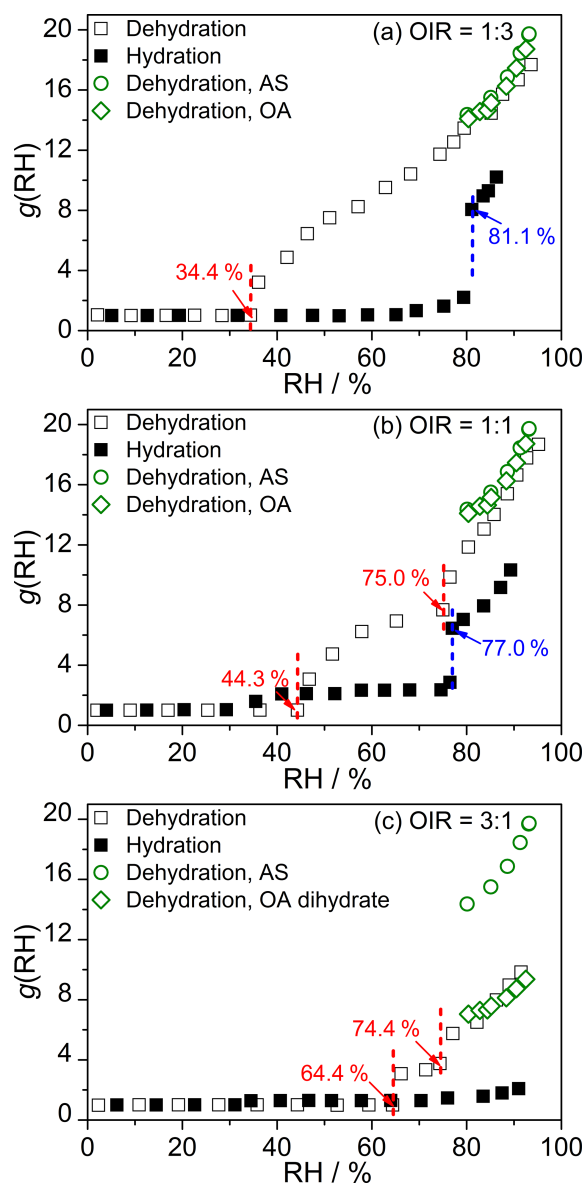 20
16
12
8
4
0
g(RH)
Dehydration
Hydration
Dehydration, AS
Dehydration, OA
(a) OIR = 1:3
34.4 %
81.1 %
0 20 40 60 80 100
RH / %
20
16
12
8
4
0
g(RH)
Dehydration
Hydration
Dehydration, AS
Dehydration, OA
(b) OIR = 1:1
75.0 %
44.3 %
77.0 %
0 20 40 60 80 100
RH / %
20
16
12
8
4
0
g(RH)
Dehydration
Hydration
Dehydration, AS
Dehydration, OA dihydrate
(c) OIR = 3:1
74.4 %
64.4 %
0 20 40 60 80 100
RH / %